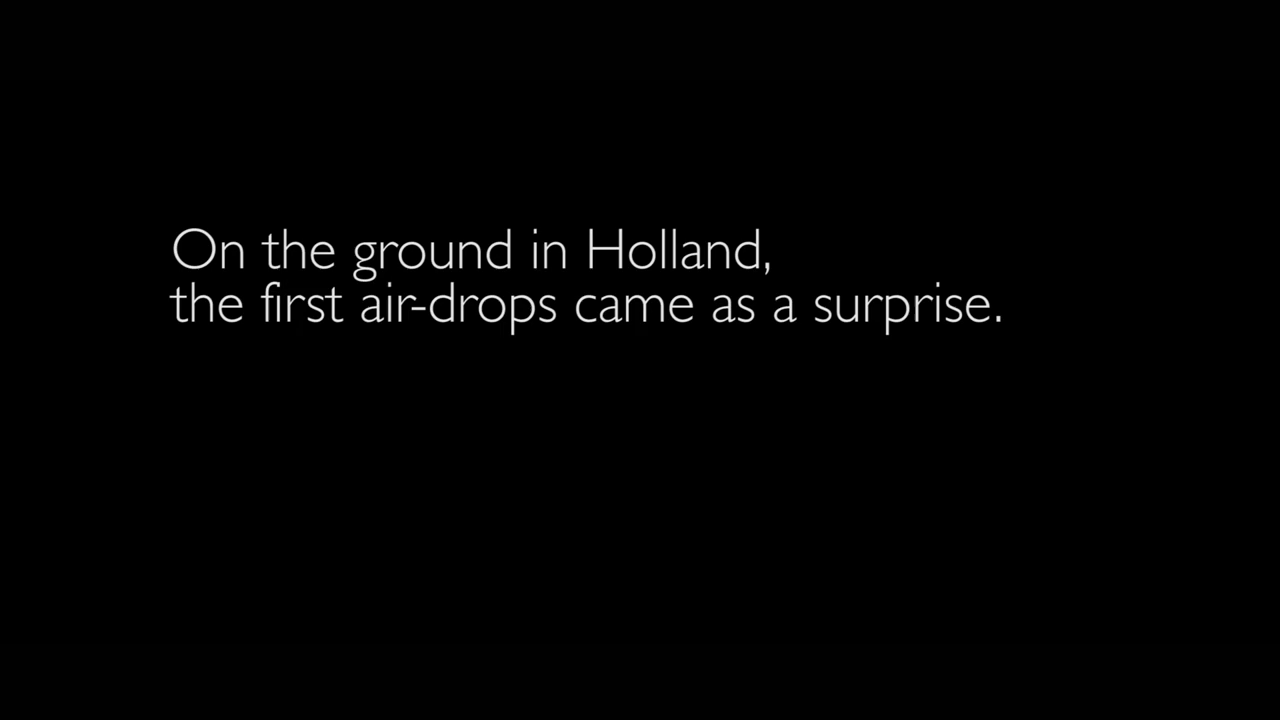 On the ground in Holland,
the first air-drops came as a surprise.